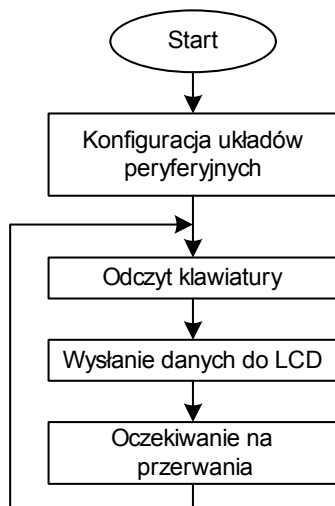 Start
Konfiguracja układów
peryferyjnych
Odczyt klawiatury
Wysłanie danych do LCD
Oczekiwanie na
przerwania